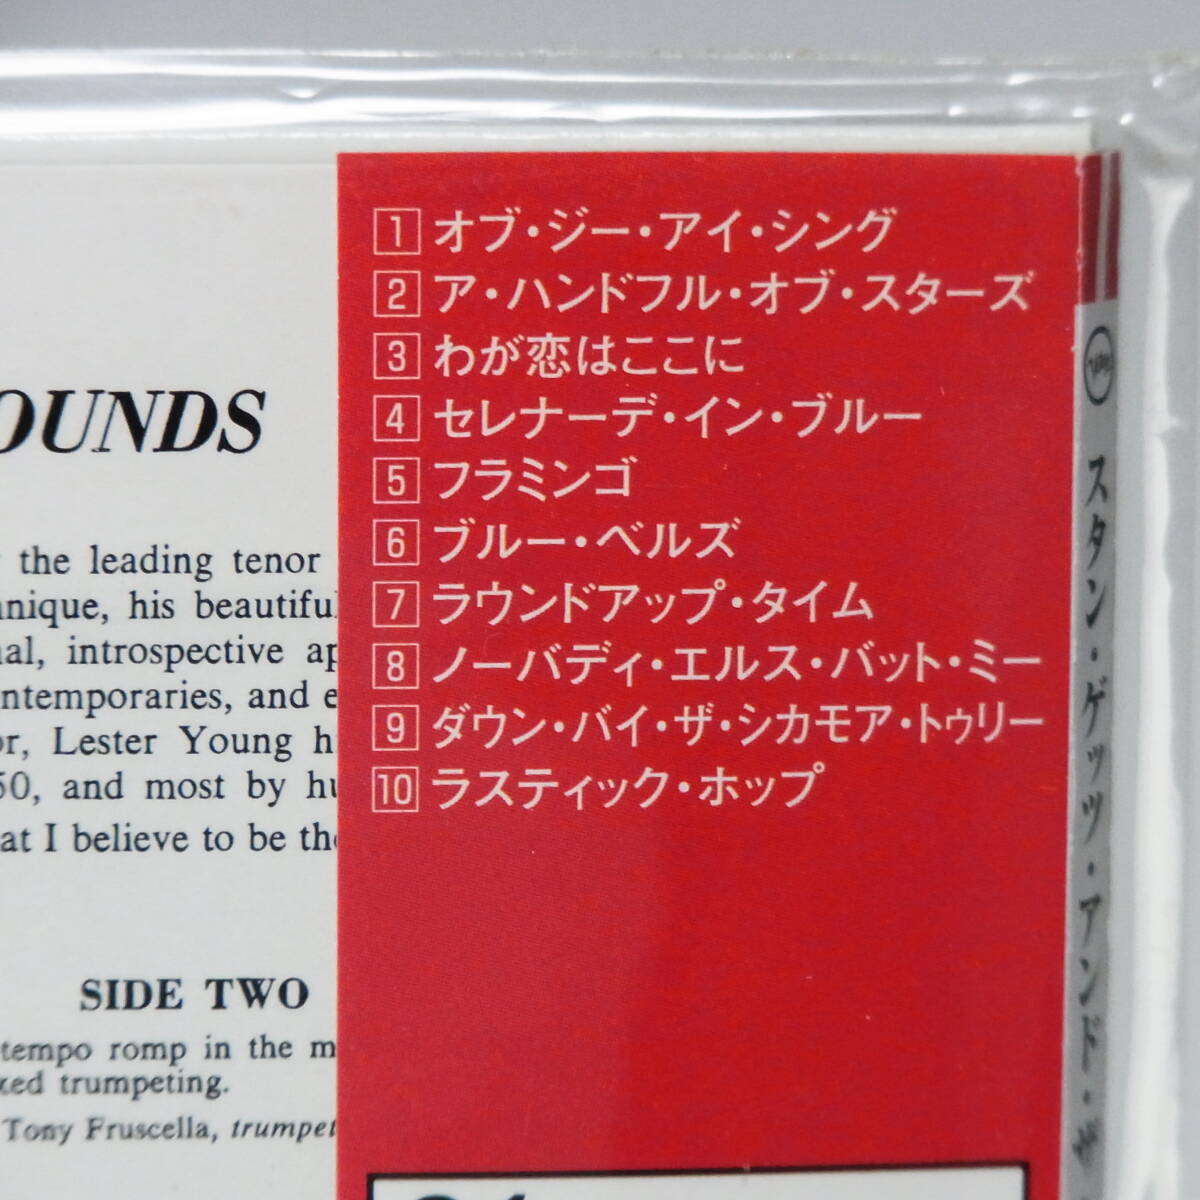 OUNDS
the leading tenor
nique, his beautiful
al, introspective ap
ntemporaries, and e
or, Lester Young h
50, and most by hu
at I believe to be the
SIDE TWO
tempo romp in the m
ked trumpeting.
Tony Fruscella, trumpet
1 オブ・ジー・アイ・シング
2 ア・ハンドフル・オブ・スターズ
3 わが恋はここに
4 セレナーデ・イン・ブルー
5 フラミンゴ
6 ブルー・ベルズ
7 ラウンドアップ・タイム
8 ノーバディ・エルス・バット・ミー
9 ダウン・バイ・ザ・シカモア・トゥリー
10 ラスティック・ホップ
Verve
スタン・ゲッツ・アンド・ザ